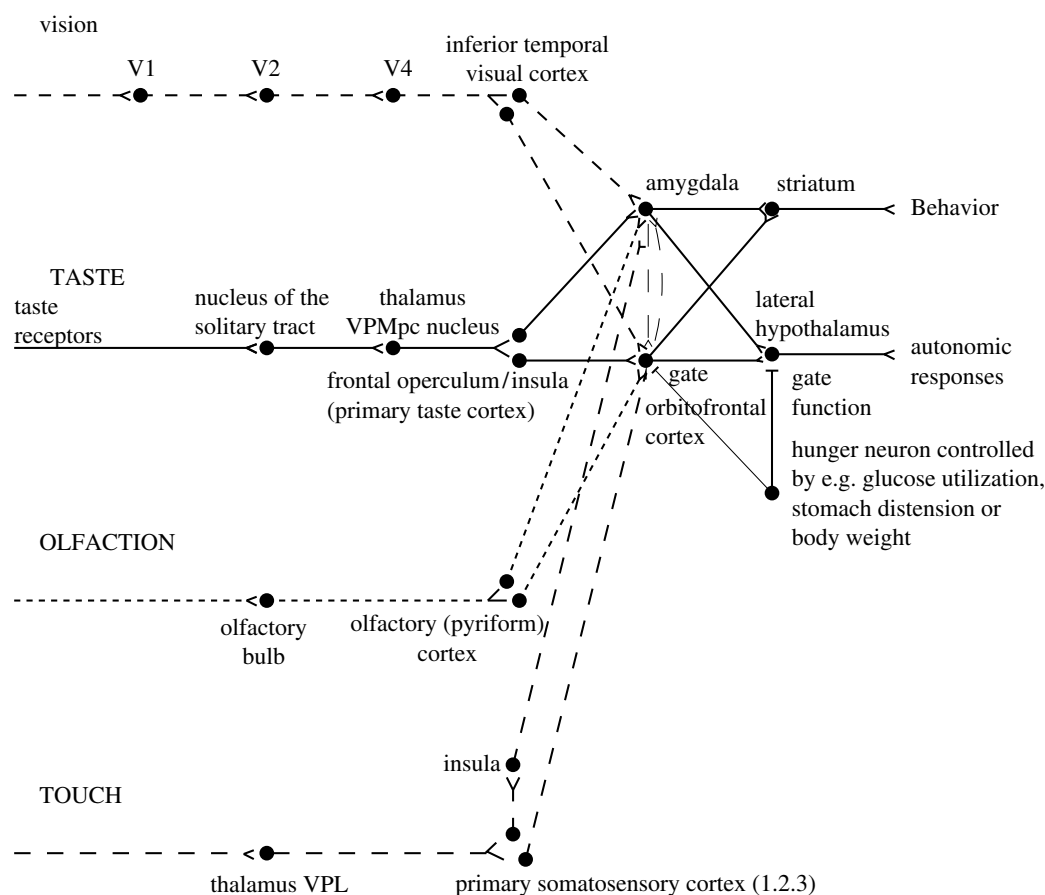 vision
V1
V2
V4
inferior temporal
visual cortex
amygdala
striatum
Behavior
TASTE
taste
receptors
nucleus of the
solitary tract
thalamus
VPMpc nucleus
frontal operculum/insula
(primary taste cortex)
lateral
hypothalamus
autonomic
responses
gate
orbitofrontal
cortex
gate
function
hunger neuron controlled
by e.g. glucose utilization,
stomach distension or
body weight
OLFACTION
olfactory
bulb
olfactory (pyriform)
cortex
insula
TOUCH
thalamus VPL
primary somatosensory cortex (1.2.3)